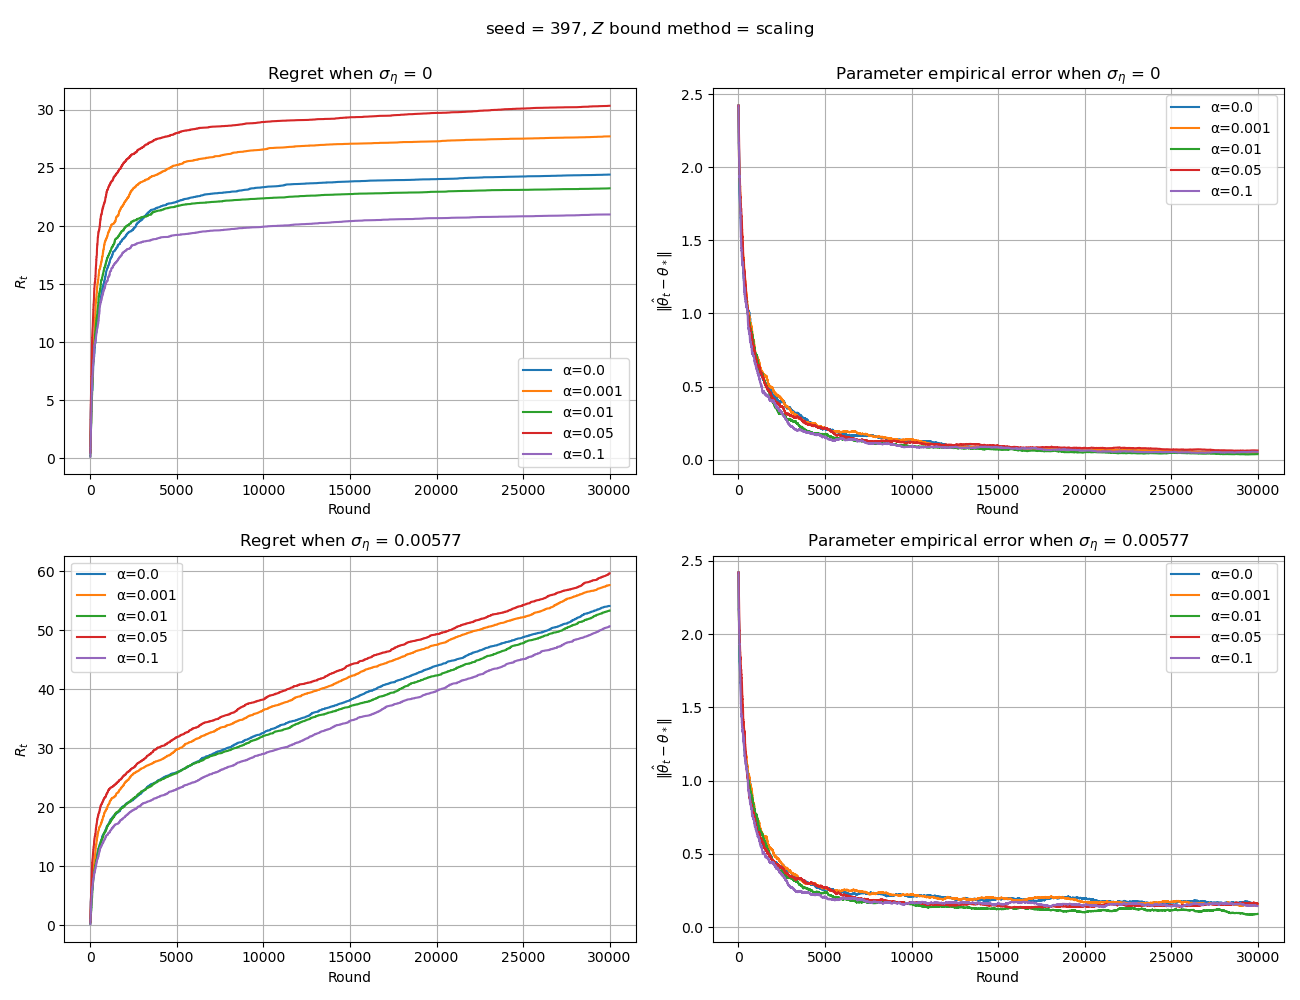 seed = 397, Z bound method = scaling
Regret when σ_η = 0
R_t
30
25
20
15
10
5
0
α=0.0
α=0.001
α=0.01
α=0.05
α=0.1
0 5000 10000 15000 20000 25000 30000
Round
Parameter empirical error when σ_η = 0
‖θ̂_t − θ_*‖
2.5
2.0
1.5
1.0
0.5
0.0
α=0.0
α=0.001
α=0.01
α=0.05
α=0.1
0 5000 10000 15000 20000 25000 30000
Round
Regret when σ_η = 0.00577
R_t
60
50
40
30
20
10
0
α=0.0
α=0.001
α=0.01
α=0.05
α=0.1
0 5000 10000 15000 20000 25000 30000
Round
Parameter empirical error when σ_η = 0.00577
‖θ̂_t − θ_*‖
2.5
2.0
1.5
1.0
0.5
0.0
α=0.0
α=0.001
α=0.01
α=0.05
α=0.1
0 5000 10000 15000 20000 25000 30000
Round